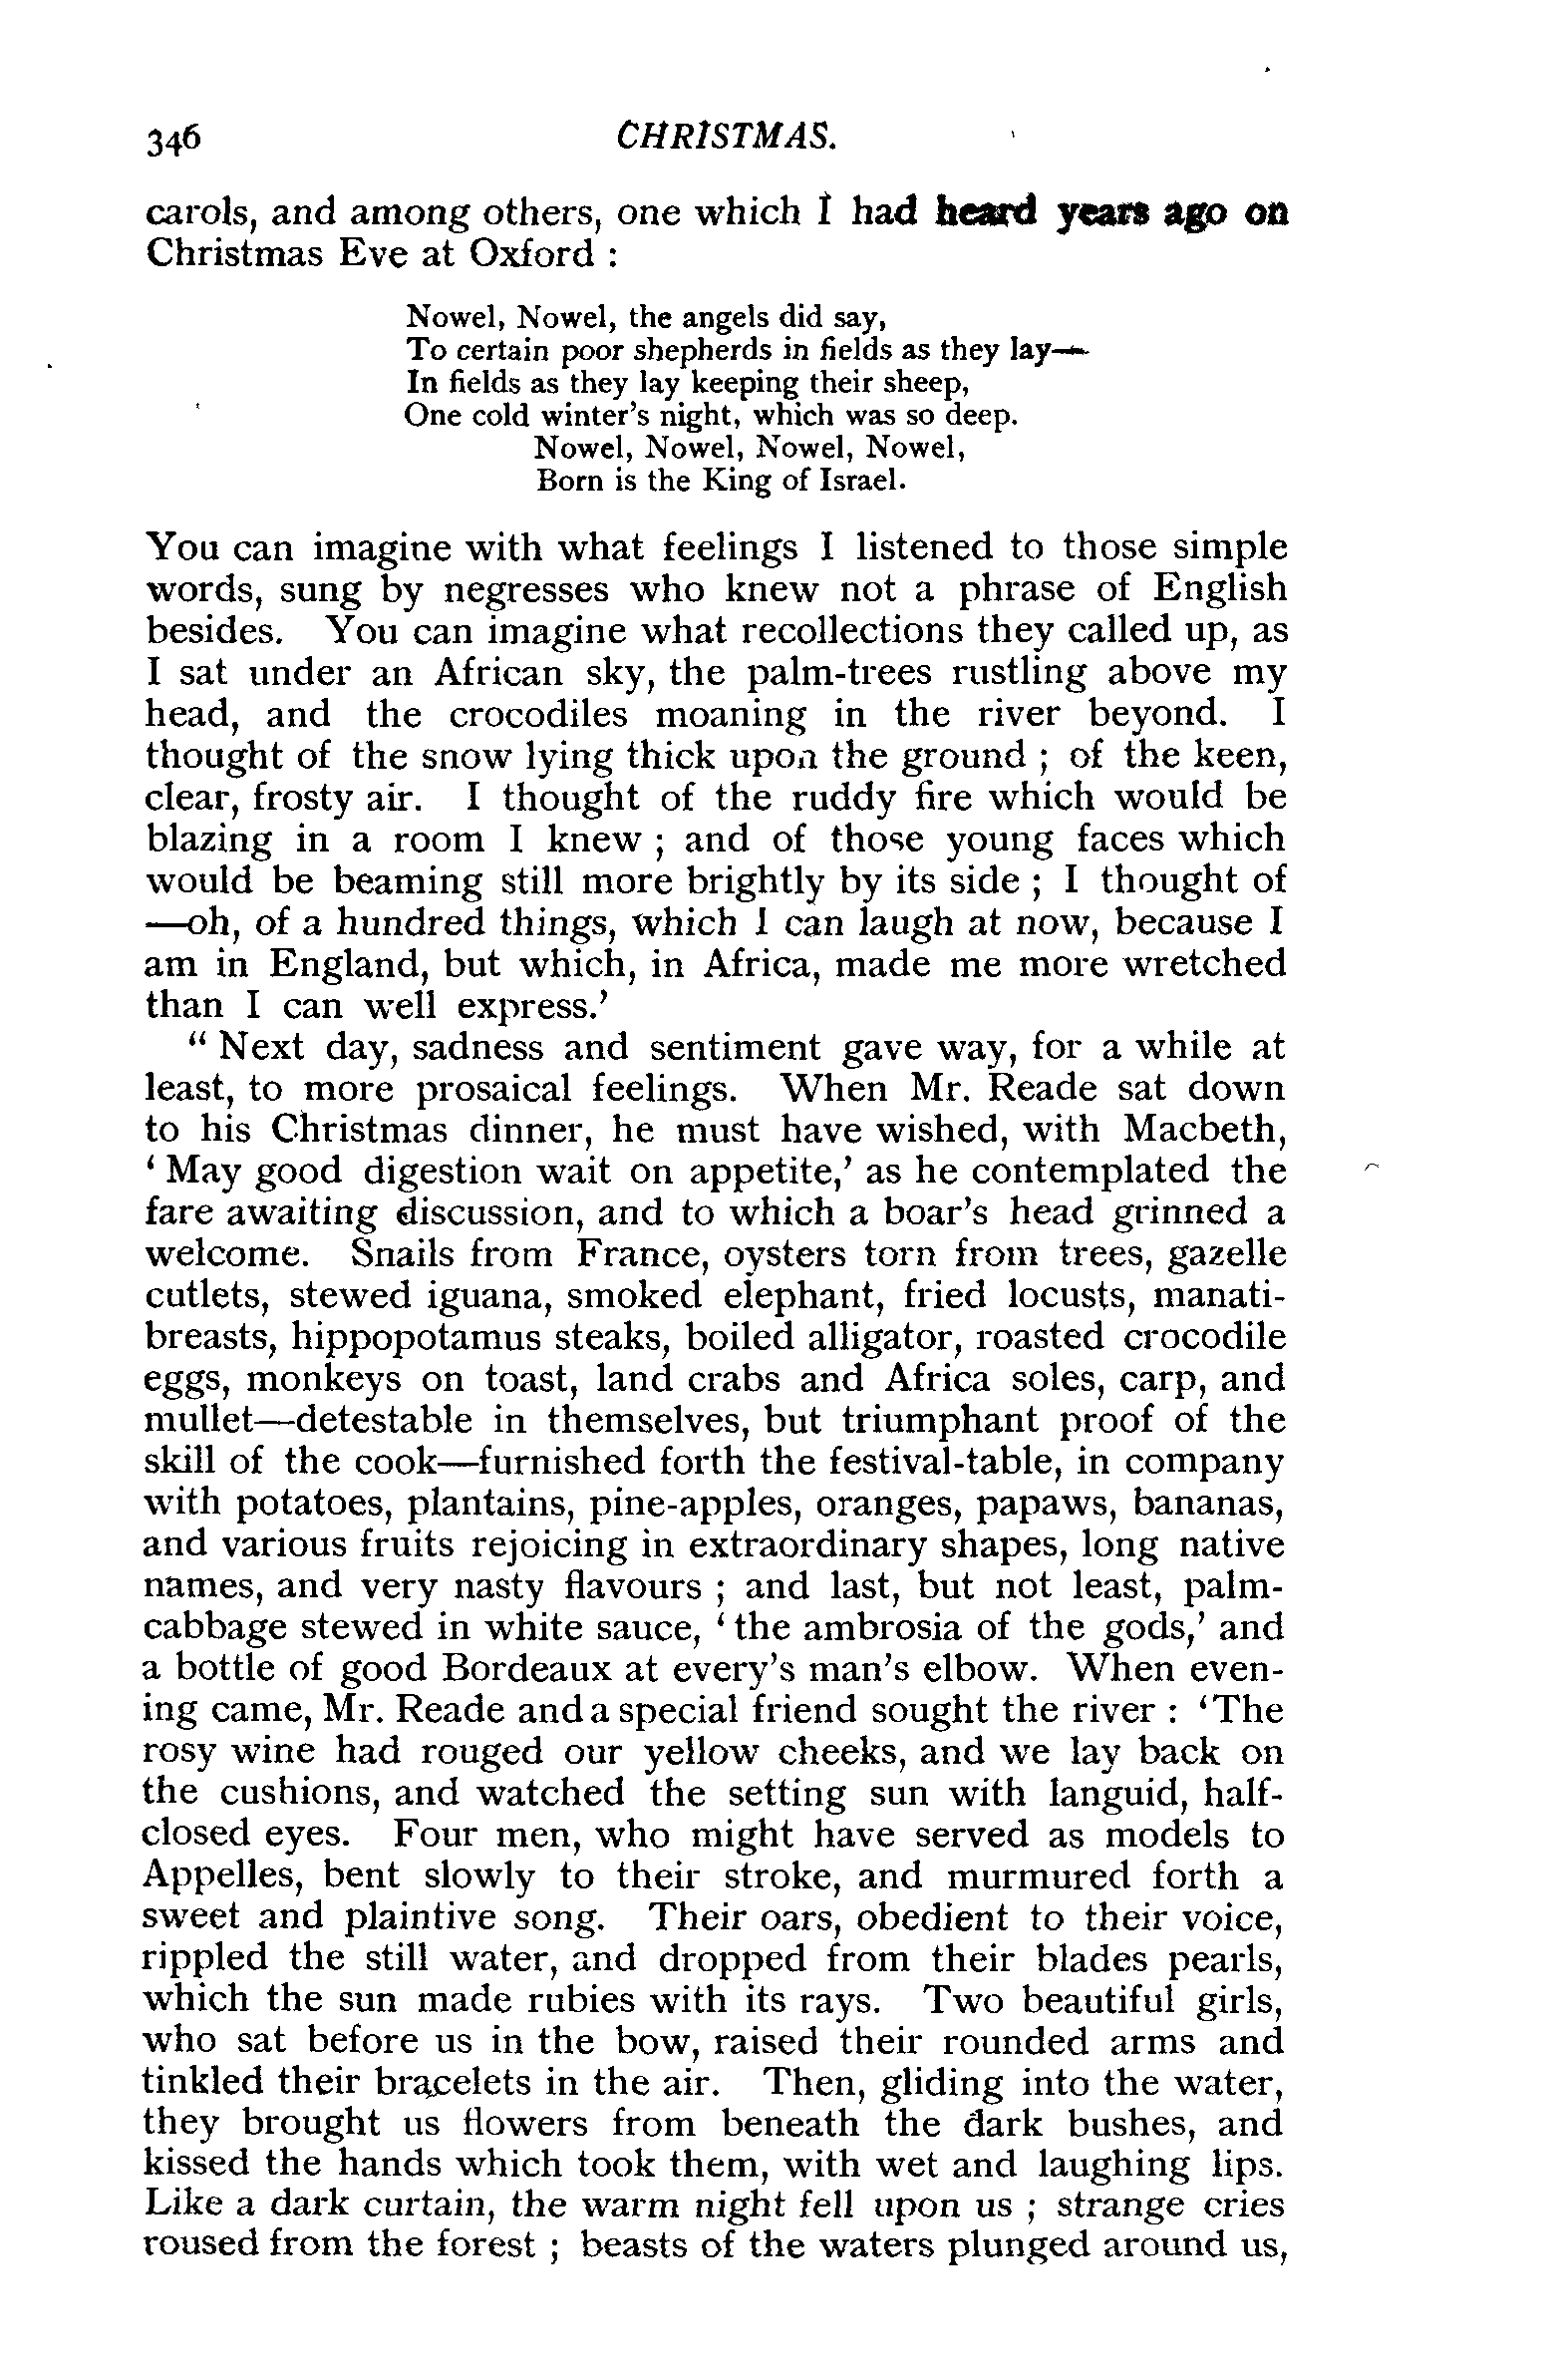 346 CHRISTMAS.
carols, and among others, one which I had heard years ago on
Christmas Eve at Oxford :
Nowel, Nowel, the angels did say,
To certain poor shepherds in fields as they lay—
In fields as they lay keeping their sheep,
One cold winter's night, which was so deep.
Nowel, Nowel, Nowel, Nowel,
Born is the King of Israel.
You can imagine with what feelings I listened to those simple
words, sung by negresses who knew not a phrase of English
besides. You can imagine what recollections they called up, as
I sat under an African sky, the palm-trees rustling above my
head, and the crocodiles moaning in the river beyond. I
thought of the snow lying thick upon the ground ; of the keen,
clear, frosty air. I thought of the ruddy fire which would be
blazing in a room I knew ; and of those young faces which
would be beaming still more brightly by its side ; I thought of
—oh, of a hundred things, which I can laugh at now, because I
am in England, but which, in Africa, made me more wretched
than I can well express.'
" Next day, sadness and sentiment gave way, for a while at
least, to more prosaical feelings. When Mr. Reade sat down
to his Christmas dinner, he must have wished, with Macbeth,
' May good digestion wait on appetite,' as he contemplated the
fare awaiting discussion, and to which a boar's head grinned a
welcome. Snails from France, oysters torn from trees, gazelle
cutlets, stewed iguana, smoked elephant, fried locusts, manati-
breasts, hippopotamus steaks, boiled alligator, roasted crocodile
eggs, monkeys on toast, land crabs and Africa soles, carp, and
mullet—detestable in themselves, but triumphant proof of the
skill of the cook—furnished forth the festival-table, in company
with potatoes, plantains, pine-apples, oranges, papaws, bananas,
and various fruits rejoicing in extraordinary shapes, long native
names, and very nasty flavours ; and last, but not least, palm-
cabbage stewed in white sauce, ' the ambrosia of the gods,' and
a bottle of good Bordeaux at every's man's elbow. When even-
ing came, Mr. Reade and a special friend sought the river : 'The
rosy wine had rouged our yellow cheeks, and we lay back on
the cushions, and watched the setting sun with languid, half-
closed eyes. Four men, who might have served as models to
Appelles, bent slowly to their stroke, and murmured forth a
sweet and plaintive song. Their oars, obedient to their voice,
rippled the still water, and dropped from their blades pearls,
which the sun made rubies with its rays. Two beautiful girls,
who sat before us in the bow, raised their rounded arms and
tinkled their bracelets in the air. Then, gliding into the water,
they brought us flowers from beneath the dark bushes, and
kissed the hands which took them, with wet and laughing lips.
Like a dark curtain, the warm night fell upon us ; strange cries
roused from the forest ; beasts of the waters plunged around us,